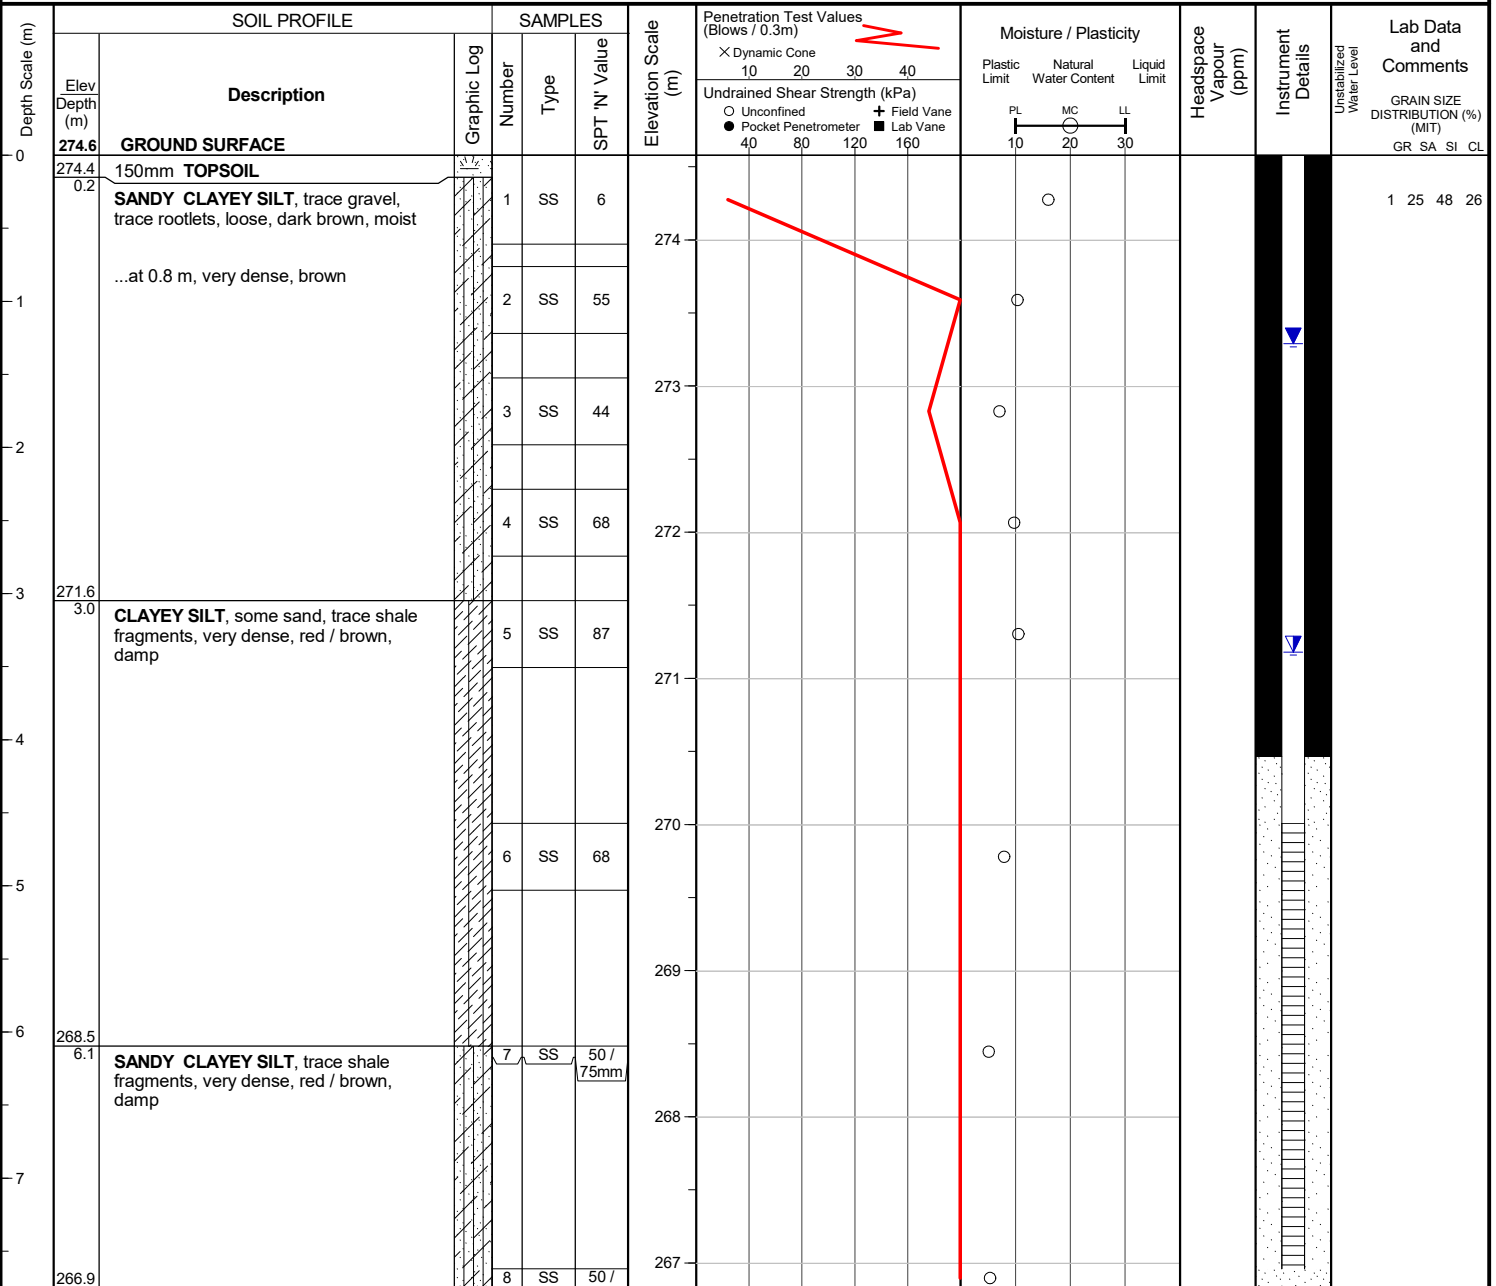 SOIL PROFILE
SAMPLES
Depth Scale (m)
Elev
Depth
(m)
Description
Graphic Log
Number
Type
SPT 'N' Value
Elevation Scale
(m)
Penetration Test Values
(Blows / 0.3m)
Dynamic Cone
10 20 30 40
Undrained Shear Strength (kPa)
Unconfined
Field Vane
Pocket Penetrometer
Lab Vane
40 80 120 160
Moisture / Plasticity
Plastic
Limit
Natural
Water Content
Liquid
Limit
PL MC LL
10 20 30
Headspace
Vapour
(ppm)
Instrument
Details
Unstabilized
Water Level
Lab Data
and
Comments
GRAIN SIZE
DISTRIBUTION (%)
(MIT)
GR SA SI CL
274.6 GROUND SURFACE
0
274.4 150mm TOPSOIL
0.2
SANDY CLAYEY SILT, trace gravel,
trace rootlets, loose, dark brown, moist
1 SS 6
1 25 48 26
274
...at 0.8 m, very dense, brown
1
2 SS 55
273
3 SS 44
2
4 SS 68
272
3
271.6
3.0
CLAYEY SILT, some sand, trace shale
fragments, very dense, red / brown,
damp
5 SS 87
271
4
270
6 SS 68
5
269
6
268.5
6.1
SANDY CLAYEY SILT, trace shale
fragments, very dense, red / brown,
damp
7 SS 50 /
75mm
268
7
267
266.9
8 SS 50 /